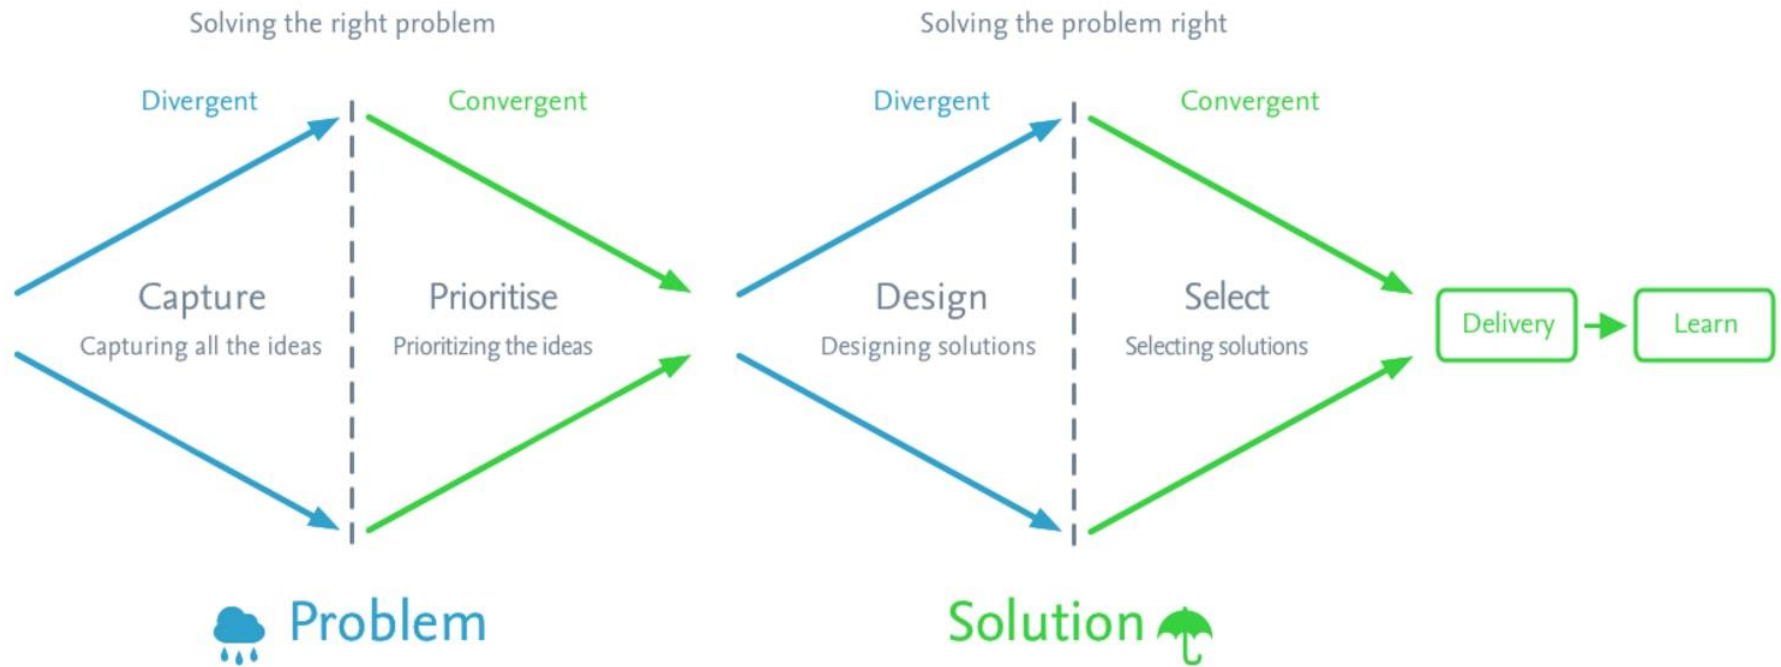 Solving the right problem
Solving the problem right
Divergent
Convergent
Divergent
Convergent
Capture
Capturing all the ideas
Prioritise
Prioritizing the ideas
Design
Designing solutions
Select
Selecting solutions
Delivery
Learn
Problem
Solution